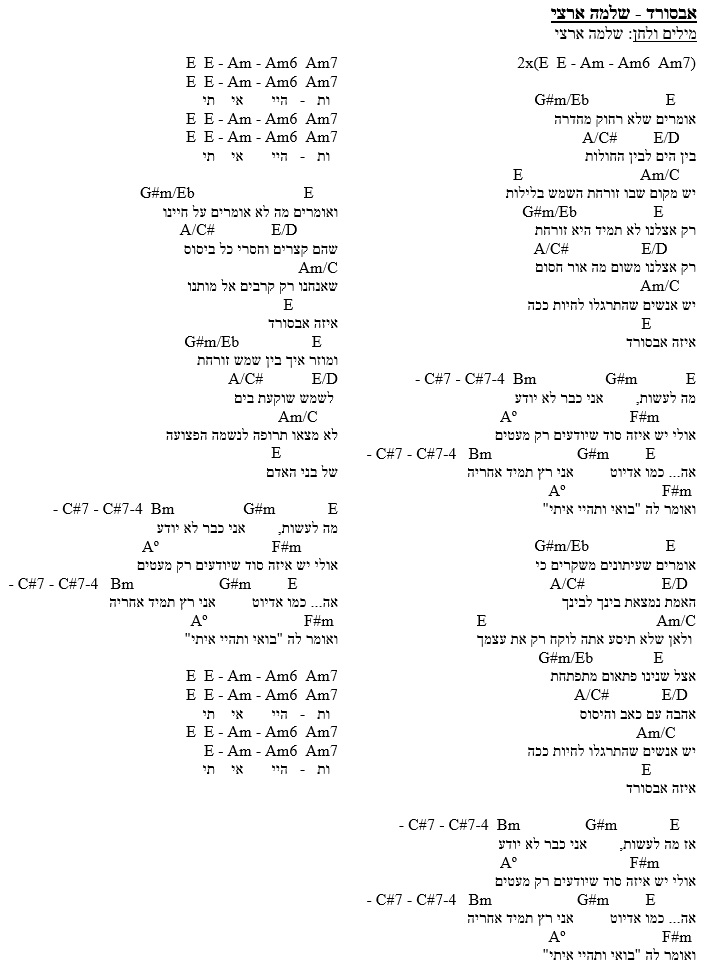 אבסורד - שלמה ארצי
מילים ולחן: שלמה ארצי
2x(E E - Am - Am6 Am7)
G#m/Eb E
אומרים שלא רחוק מחדרה
A/C# E/D
בין הים לבין החולות
E Am/C
יש מקום שבו זורחת השמש בלילות
G#m/Eb E
רק אצלנו לא תמיד היא זורחת
A/C# E/D
רק אצלנו משום מה אור חסום
Am/C
יש אנשים שהתרגלו לחיות ככה
E
איזה אבסורד
- C#7 - C#7-4 Bm G#m E
מה לעשות, אני כבר לא יודע
Aº F#m
אולי יש איזה סוד שיודעים רק מעטים
- C#7 - C#7-4 Bm G#m E
אה... כמו אדיוט אני רץ תמיד אחריה
Aº F#m
ואומר לה "בואי ותהיי איתי"
G#m/Eb E
אומרים שעיתונים משקרים כי
A/C# E/D
האמת נמצאת בינך לבינך
E Am/C
ולאן שלא תיסע אתה לוקח רק את עצמך
G#m/Eb E
אצל שנינו פתאום מתפתחת
A/C# E/D
אהבה עם כאב והיסוס
Am/C
יש אנשים שהתרגלו לחיות ככה
E
איזה אבסורד
- C#7 - C#7-4 Bm G#m E
אז מה לעשות, אני כבר לא יודע
Aº F#m
אולי יש איזה סוד שיודעים רק מעטים
- C#7 - C#7-4 Bm G#m E
אה... כמו אדיוט אני רץ תמיד אחריה
Aº F#m
ואומר לה "בואי ותהיי איתי"
E E - Am - Am6 Am7
E E - Am - Am6 Am7
ות - היי אי תי
E E - Am - Am6 Am7
E E - Am - Am6 Am7
ות - היי אי תי
G#m/Eb E
ואומרים מה לא אומרים על חיינו
A/C# E/D
שהם קצרים וחסרי כל ביסוס
Am/C
שאנחנו רק קרבים אל מותנו
E
איזה אבסורד
G#m/Eb E
ומוזר איך בין שמש זורחת
A/C# E/D
לשמש שוקעת בים
Am/C
לא מצאו תרופה לנשמה הפצועה
E
של בני האדם
- C#7 - C#7-4 Bm G#m E
מה לעשות, אני כבר לא יודע
Aº F#m
אולי יש איזה סוד שיודעים רק מעטים
- C#7 - C#7-4 Bm G#m E
אה... כמו אדיוט אני רץ תמיד אחריה
Aº F#m
ואומר לה "בואי ותהיי איתי"
E E - Am - Am6 Am7
E E - Am - Am6 Am7
ות - היי אי תי
E E - Am - Am6 Am7
E - Am - Am6 Am7
ות - היי אי תי